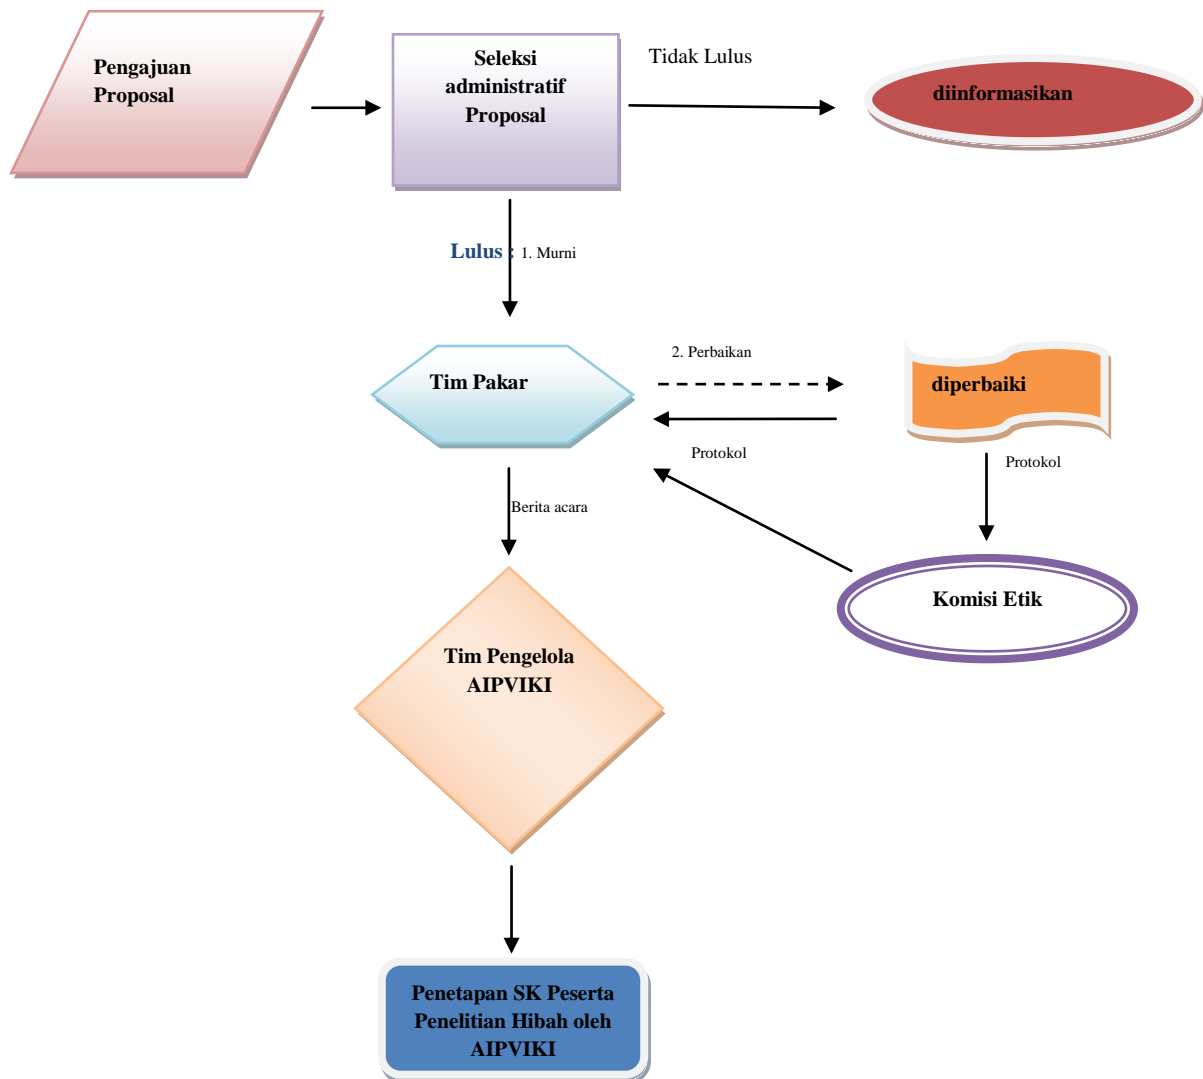 Pengajuan
Proposal
Seleksi
administratif
Proposal
Tidak Lulus
diinformasikan
Lulus : 1. Murni
Tim Pakar
2. Perbaikan
diperbaiki
Protokol
Protokol
Berita acara
Komisi Etik
Tim Pengelola
AIPVIKI
Penetapan SK Peserta
Penelitian Hibah oleh
AIPVIKI